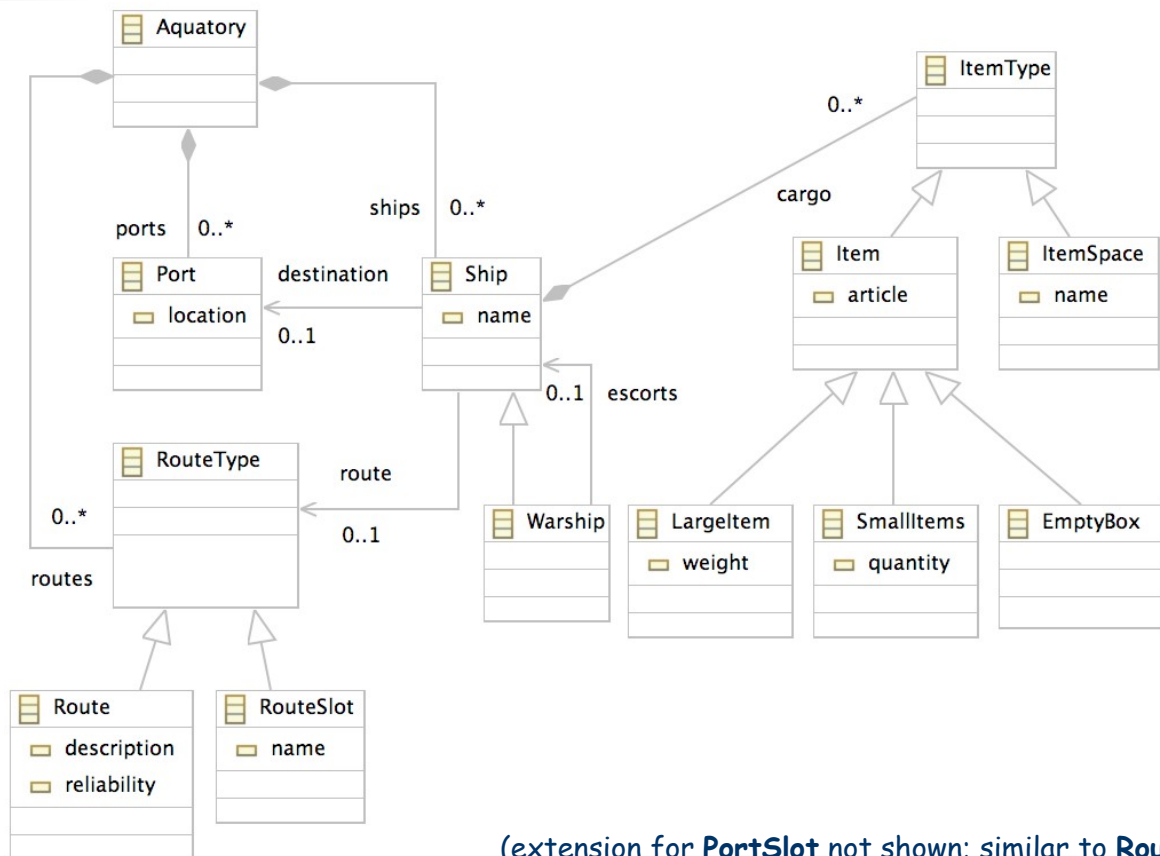 Aquatory
ItemType
0..*
cargo
ships 0..*
ports 0..*
Port
location
destination
0..1
Ship
name
Item
article
ItemSpace
name
0..1 escorts
RouteType
route
0..1
0..*
routes
Warship
LargeItem
weight
SmallItems
quantity
EmptyBox
Route
description
reliability
RouteSlot
name
(extension for PortSlot not shown; similar to